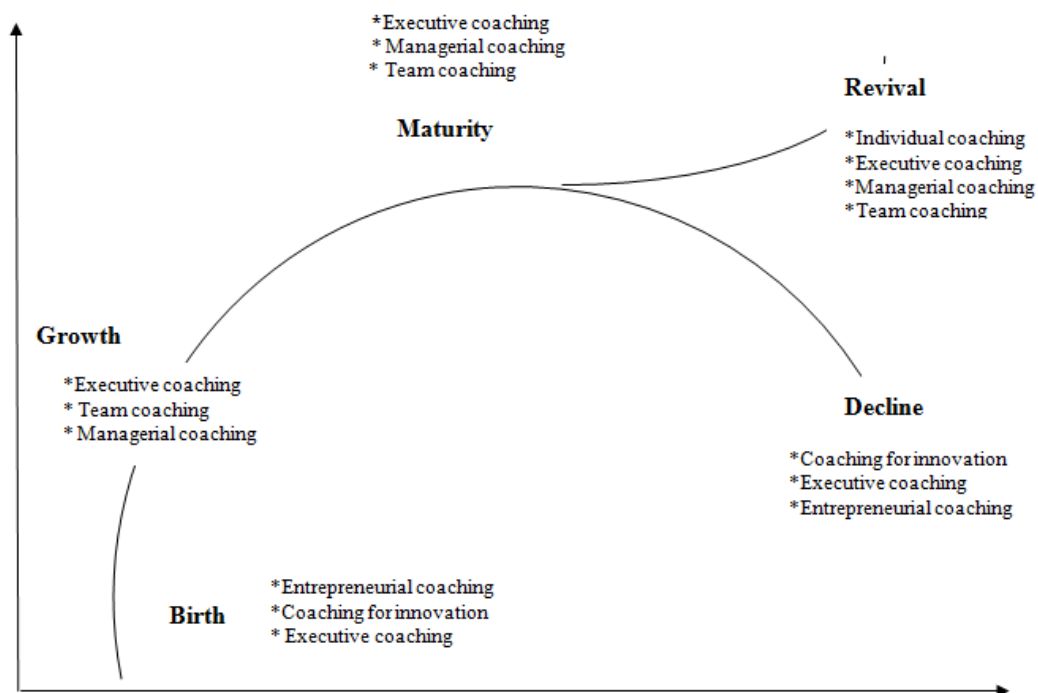 *Executive coaching
* Managerial coaching
* Team coaching
Maturity
Revival
*Individual coaching
*Executive coaching
*Managerial coaching
*Team coaching
Growth
*Executive coaching
* Team coaching
* Managerial coaching
Decline
*Coaching for innovation
*Executive coaching
*Entrepreneurial coaching
Birth
*Entrepreneurial coaching
*Coaching for innovation
* Executive coaching